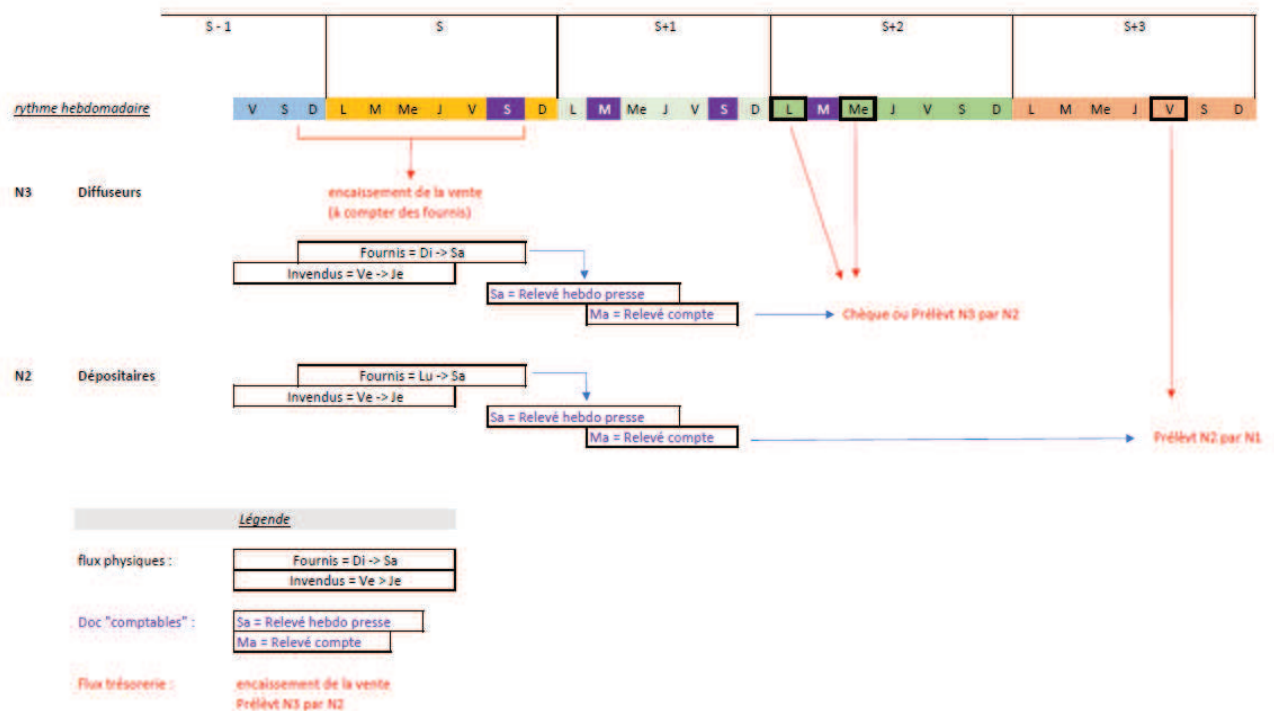 S - 1 S S+1 S+2 S+3
rythme hebdomadaire V S D L M Me J V S D L M Me J V S D L M Me J V S D L M Me J V S D
N3 Diffuseurs encaissement de la vente
(à compter des fournis)
Fournis = Di -> Sa
Invendus = Ve -> Je
Sa = Relevé hebdo presse
Ma = Relevé compte Chèque ou Prélèvt N3 par N2
N2 Dépositaires Fournis = Lu -> Sa
Invendus = Ve -> Je
Sa = Relevé hebdo presse
Ma = Relevé compte Prélèvt N2 par N1
Légende
flux physiques : Fournis = Di -> Sa
Invendus = Ve > Je
Doc "comptables" : Sa = Relevé hebdo presse
Ma = Relevé compte
Flux trésorerie : encaissement de la vente
Prélèvt N3 par N2